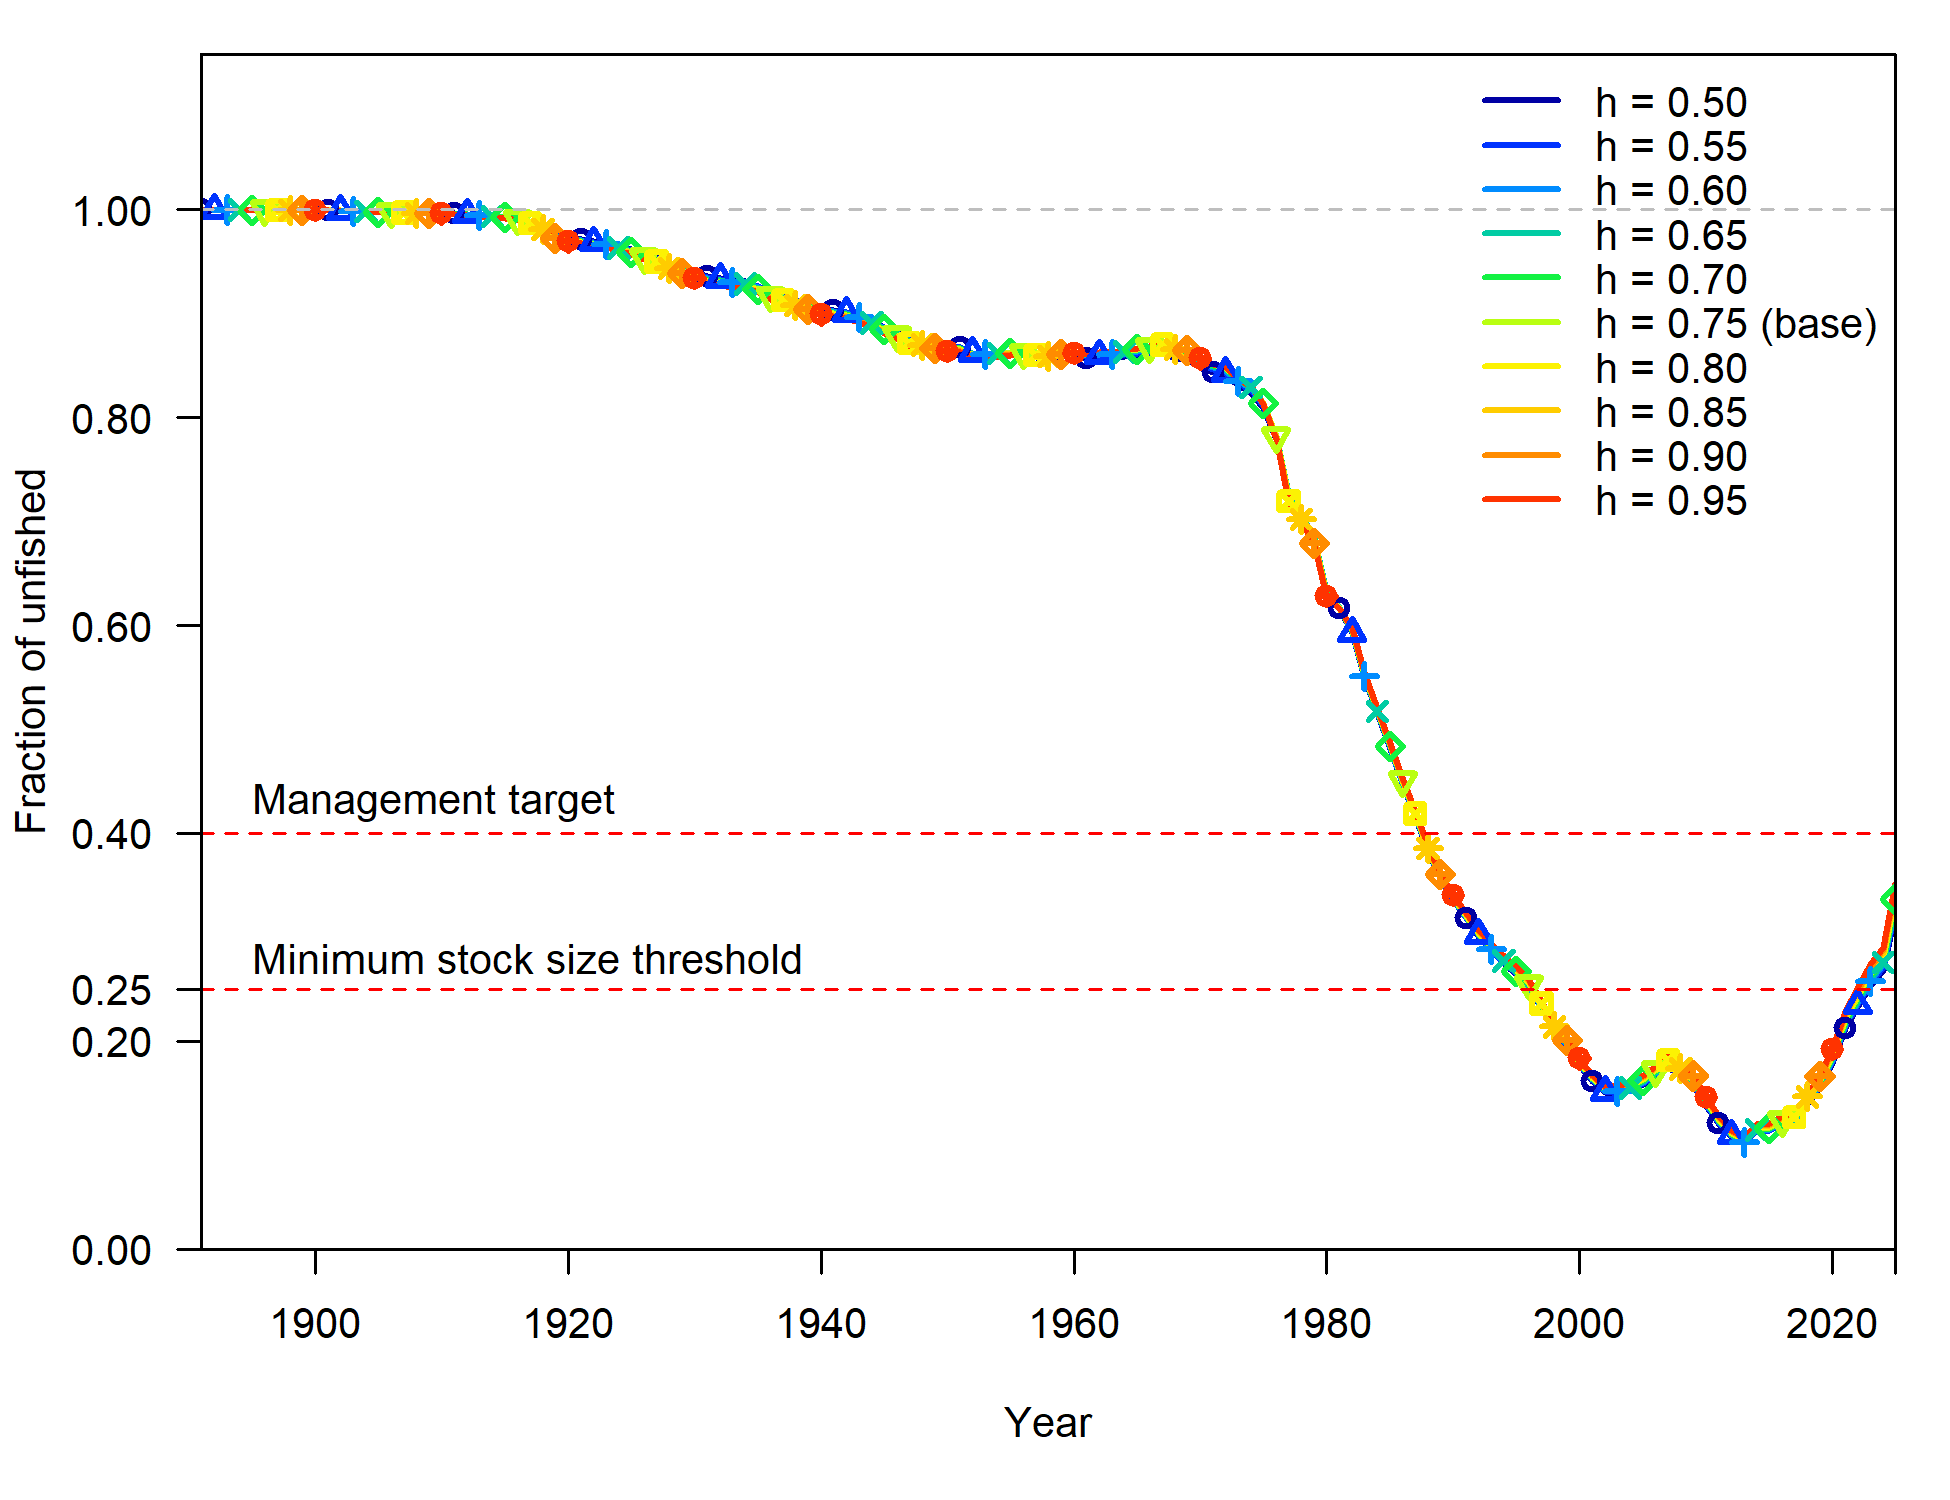 h = 0.50
h = 0.55
h = 0.60
h = 0.65
h = 0.70
h = 0.75 (base)
h = 0.80
h = 0.85
h = 0.90
h = 0.95
1.00
0.80
0.60
0.40
0.25
0.20
0.00
Fraction of unfished
Management target
Minimum stock size threshold
1900 1920 1940 1960 1980 2000 2020
Year